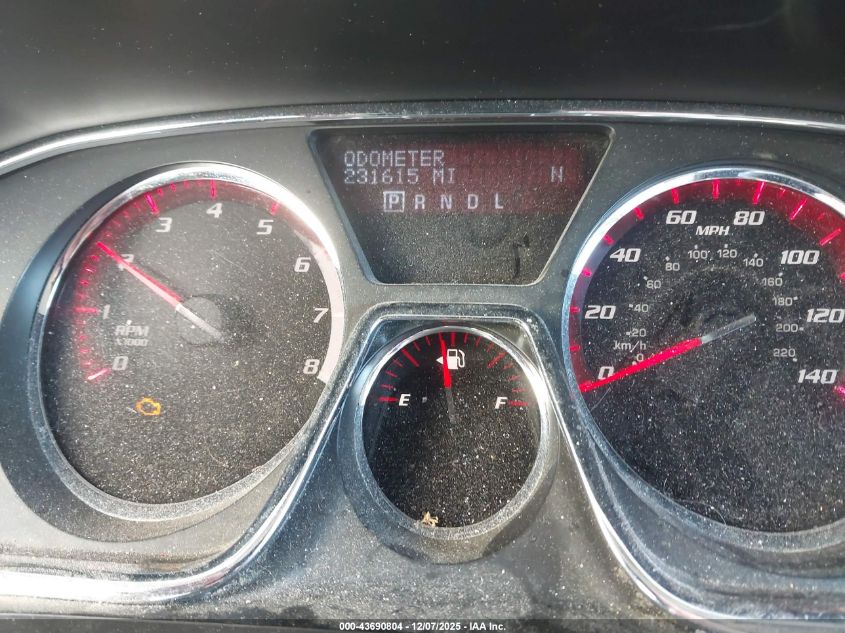 ODOMETER
231615 MI N
P R N D L
0 1 2 3 4 5 6 7 8
RPM
X1000
E F
0 20 40 60 80 100 120 140
MPH
0 20 40 60 80 100 120 140 160 180 200 220
km/h
000-43690804 - 12/07/2025 - IAA Inc.